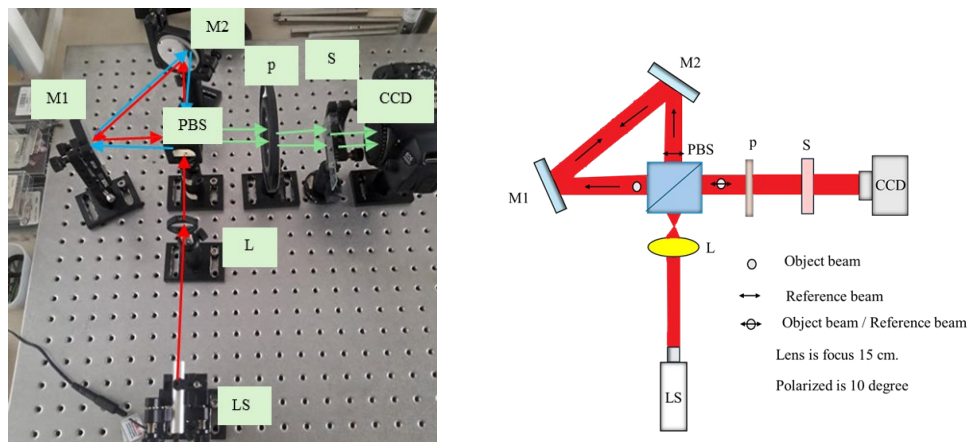 M2
p
S
M1
CCD
PBS
L
LS
M2
PBS
p
S
M1
CCD
L
Object beam
Reference beam
Object beam / Reference beam
Lens is focus 15 cm.
Polarized is 10 degree
LS